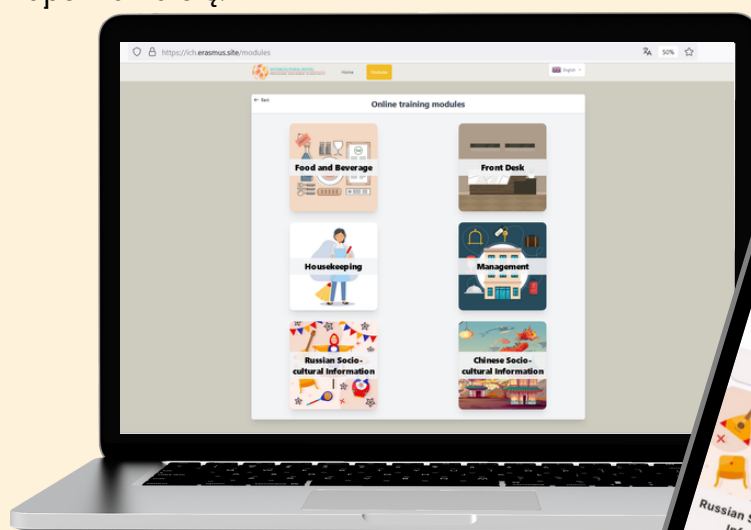 https://ich.erasmus.site/modules
50%
Home
Modules
English
← Back
Online training modules
Food and Beverage
Front Desk
Housekeeping
Management
Russian Socio-
cultural Information
Chinese Socio-
cultural Information
Russian